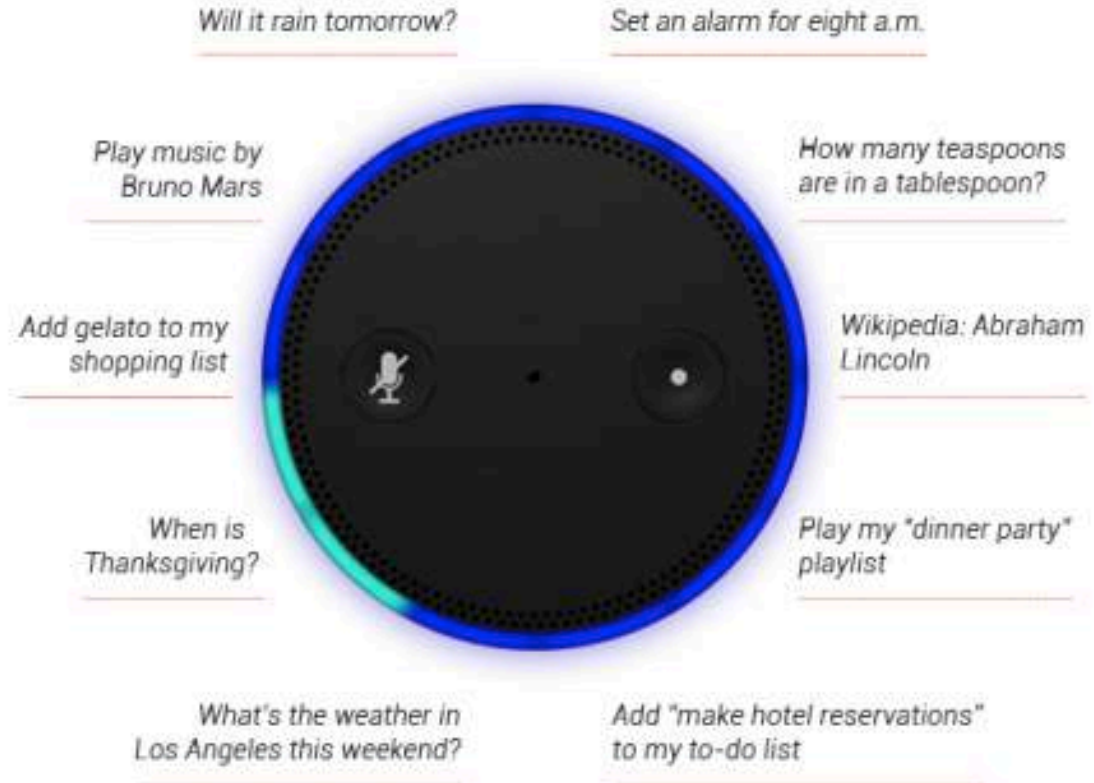 Will it rain tomorrow?
Set an alarm for eight a.m.
Play music by
Bruno Mars
How many teaspoons
are in a tablespoon?
Add gelato to my
shopping list
Wikipedia: Abraham
Lincoln
When is
Thanksgiving?
Play my "dinner party"
playlist
What's the weather in
Los Angeles this weekend?
Add "make hotel reservations"
to my to-do list